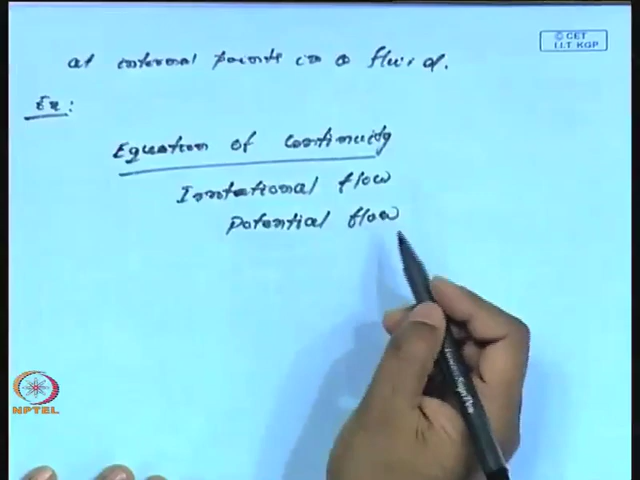 at internal points in a fluid.
© CET
I.I.T. KGP
Ex:
Equation of continuity
Irrotational flow
Potential flow
NPTEL